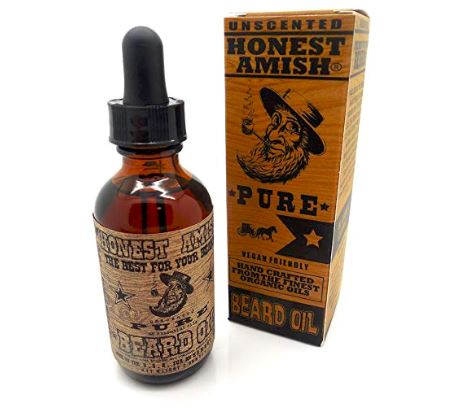 UNSCENTED
HONEST
AMISH®
PURE
VEGAN FRIENDLY
HAND CRAFTED
FROM THE FINEST
ORGANIC OILS
BEARD OIL
HONEST AMIS
THE BEST FOR YOUR
PURE
BEARD OIL